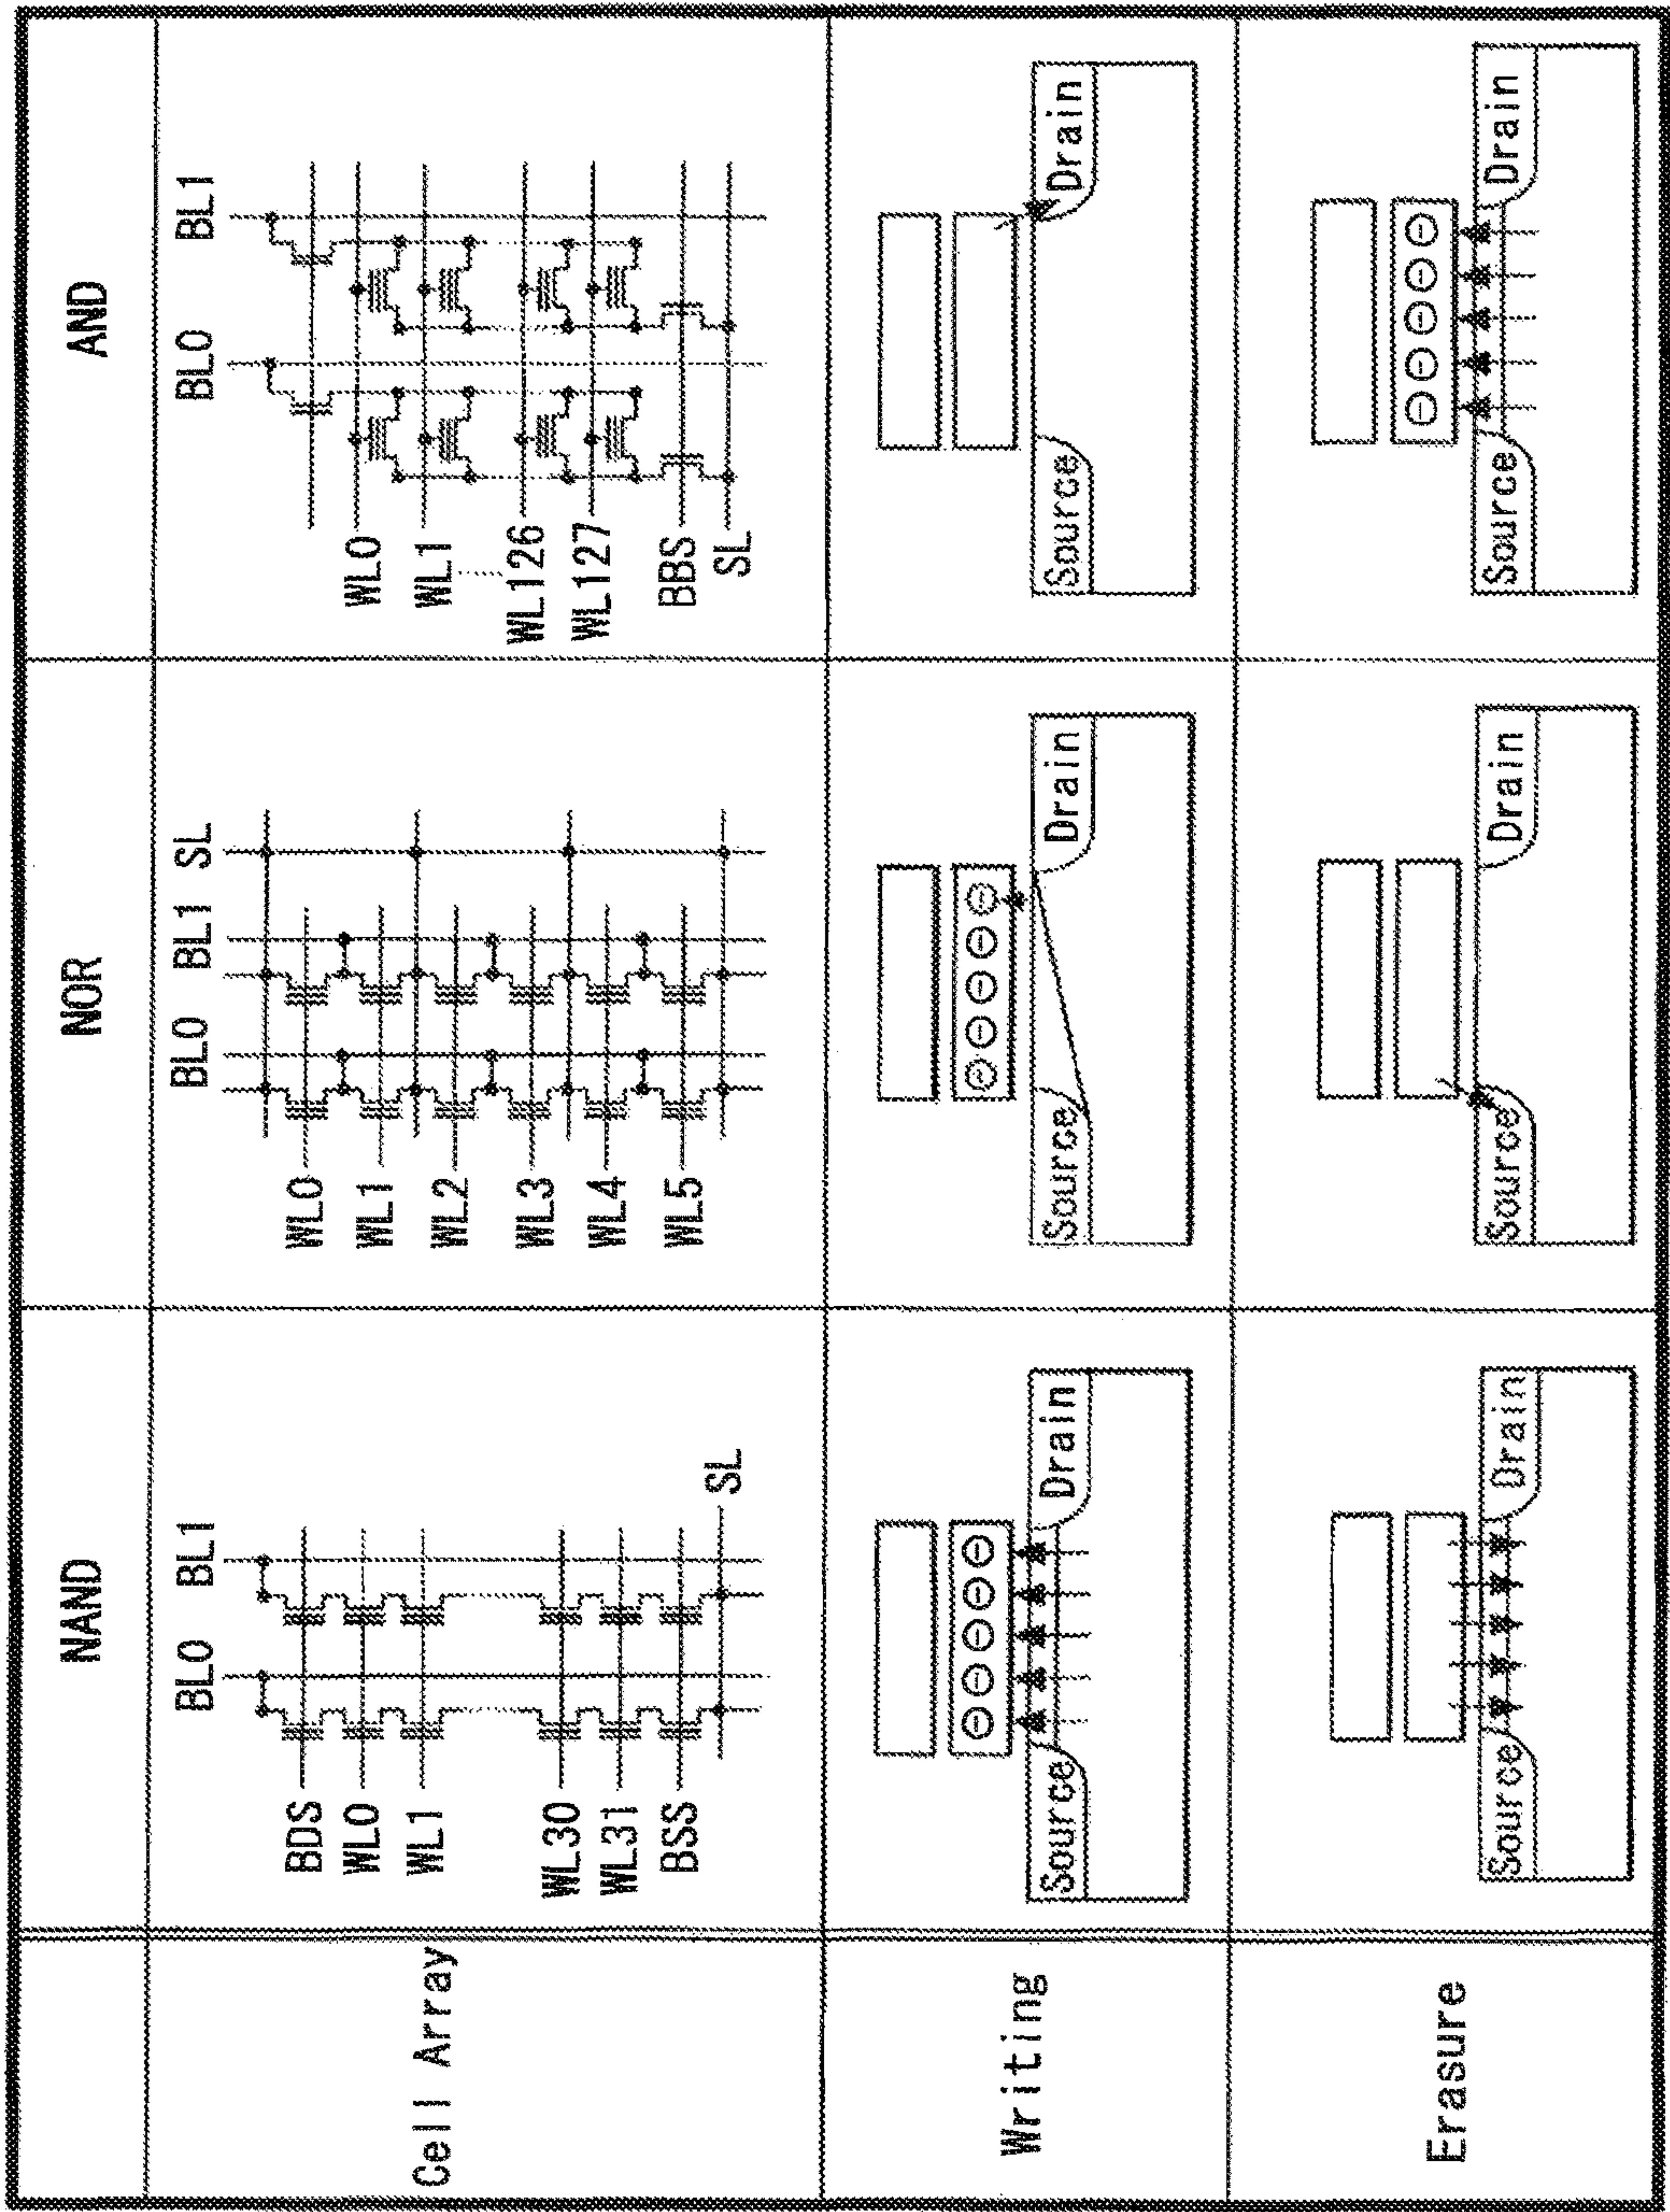 NAND NOR AND
Cell Array
BL0 BL1
BDS
WL0
WL1
WL30
WL31
BSS
SL
BL0 BL1 SL
WL0
WL1
WL2
WL3
WL4
WL5
BL0 BL1
WL0
WL1
WL126
WL127
BBS
SL
Writing
Source Drain
Source Drain
Source Drain
Erasure
Source Drain
Source Drain
Source Drain